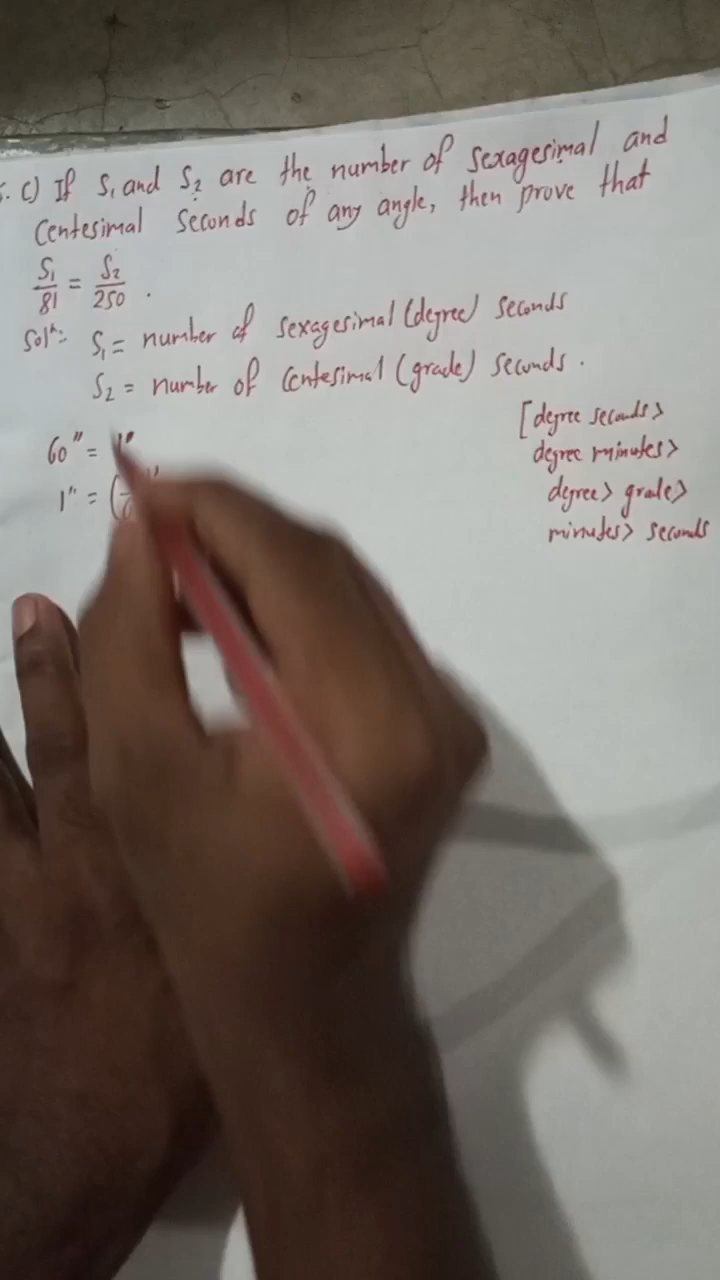 c) If S₁ and S₂ are the number of sexagesimal and
Centesimal Seconds of any angle, then prove that
S₁/81 = S₂/250 .
Solⁿ: S₁ = number of sexagesimal (degree) seconds
S₂ = number of Centesimal (grade) seconds .
[degree seconds>
degree minutes>
degree> grade>
minutes> seconds
60″ = 1′
1″ =